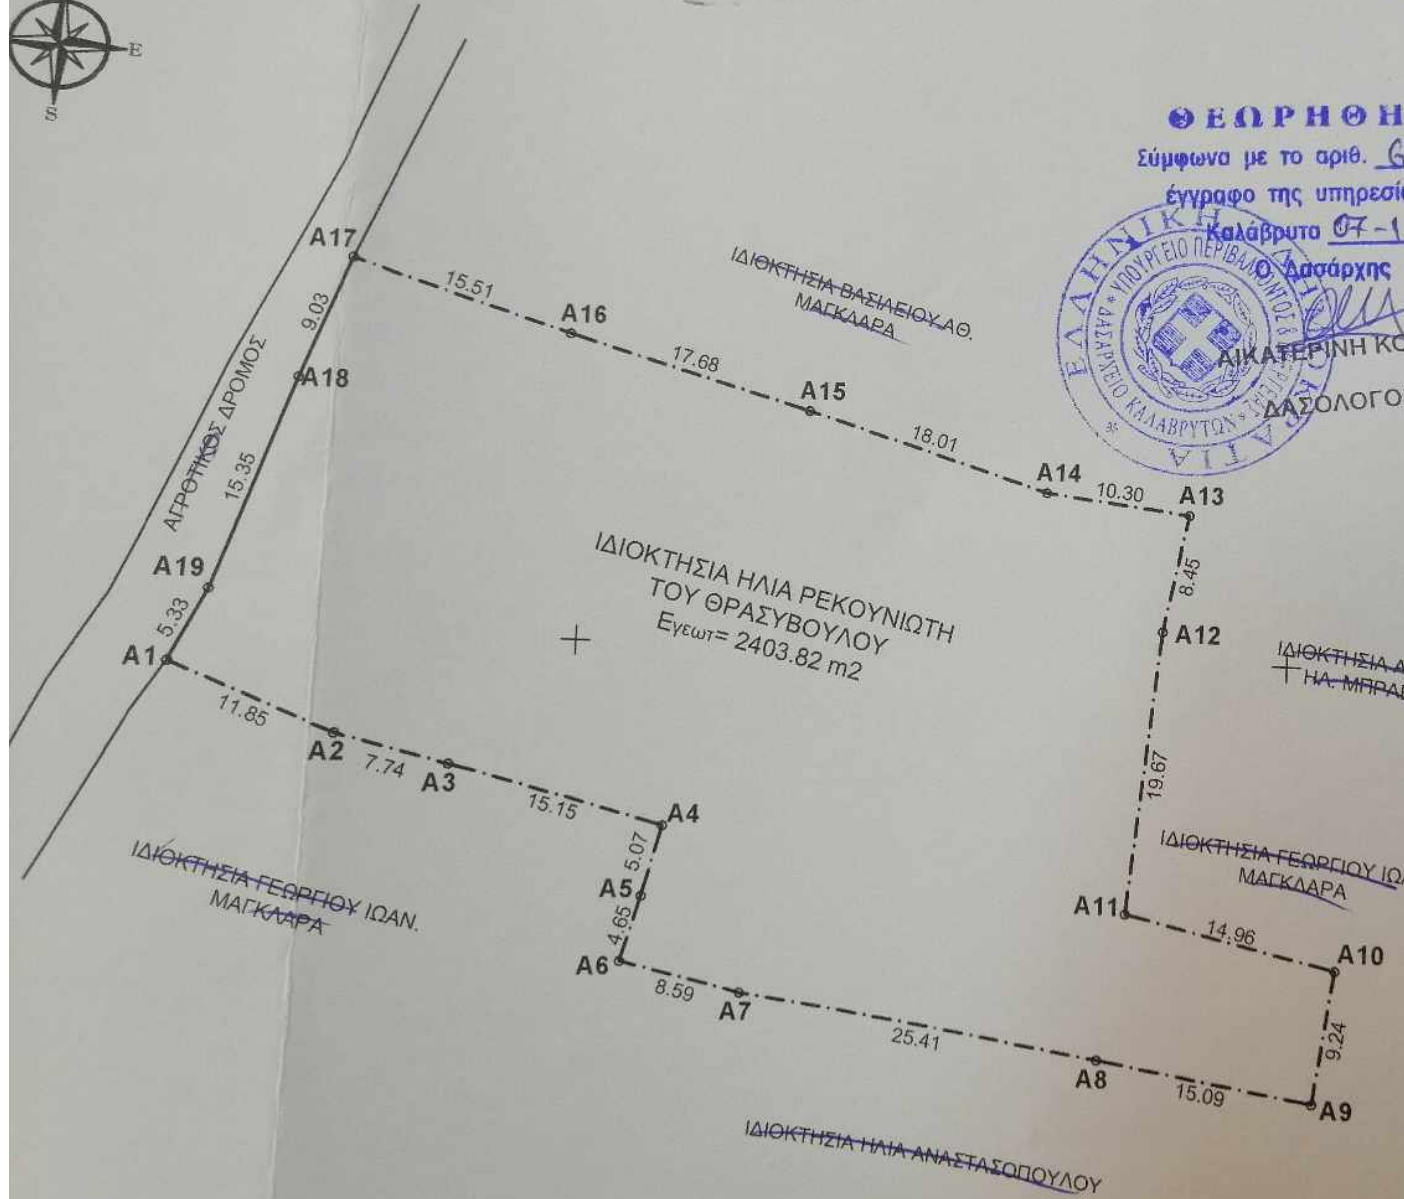 E
S
ΘΕΩΡΗΘΗ
Σύμφωνα με το αριθ.
έγγραφο της υπηρεσί
Καλάβρυτα 07-1
Ο Δασάρχης
ΕΛΛΗΝΙΚΗ ΔΗΜΟΚΡΑΤΙΑ
ΥΠΟΥΡΓΕΙΟ ΠΕΡΙΒΑΛΛΟΝΤΟΣ &
ΔΑΣΑΡΧΕΙΟ ΚΑΛΑΒΡΥΤΩΝ
ΑΙΚΑΤΕΡΙΝΗ ΚΟ
ΔΑΣΟΛΟΓΟ
A17
15.51
A16
17.68
A15
18.01
A14
10.30
A13
9.03
A18
15.35
A19
5.33
A1
ΑΓΡΟΤΙΚΟΣ ΔΡΟΜΟΣ
ΙΔΙΟΚΤΗΣΙΑ ΒΑΣΙΛΕΙΟΥ ΑΘ.
ΜΑΓΚΛΑΡΑ
ΙΔΙΟΚΤΗΣΙΑ ΗΛΙΑ ΡΕΚΟΥΝΙΩΤΗ
ΤΟΥ ΘΡΑΣΥΒΟΥΛΟΥ
Εγεωτ= 2403.82 m2
8.45
A12
ΙΔΙΟΚΤΗΣΙΑ Α
ΗΛ. ΜΠΡΑ
19.67
11.85
A2
7.74
A3
15.15
A4
5.07
A5
4.65
A6
8.59
A7
25.41
A8
15.09
A9
9.24
A10
14.96
A11
ΙΔΙΟΚΤΗΣΙΑ ΓΕΩΡΓΙΟΥ ΙΩΑ
ΜΑΓΚΛΑΡΑ
ΙΔΙΟΚΤΗΣΙΑ ΓΕΩΡΓΙΟΥ ΙΩΑΝ.
ΜΑΓΚΛΑΡΑ
ΙΔΙΟΚΤΗΣΙΑ ΗΛΙΑ ΑΝΑΣΤΑΣΟΠΟΥΛΟΥ